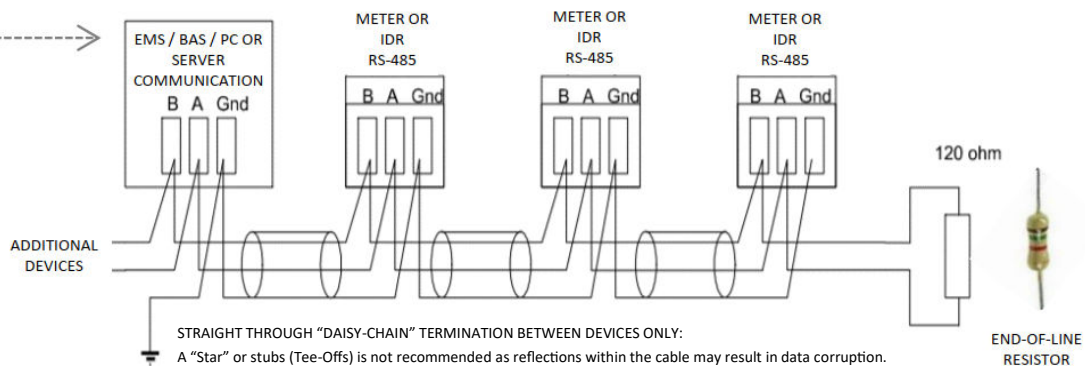 EMS / BAS / PC OR
SERVER
COMMUNICATION
B A Gnd
METER OR
IDR
RS-485
B A Gnd
METER OR
IDR
RS-485
B A Gnd
METER OR
IDR
RS-485
B A Gnd
120 ohm
ADDITIONAL
DEVICES
END-OF-LINE
RESISTOR
STRAIGHT THROUGH “DAISY-CHAIN” TERMINATION BETWEEN DEVICES ONLY:
A “Star” or stubs (Tee-Offs) is not recommended as reflections within the cable may result in data corruption.